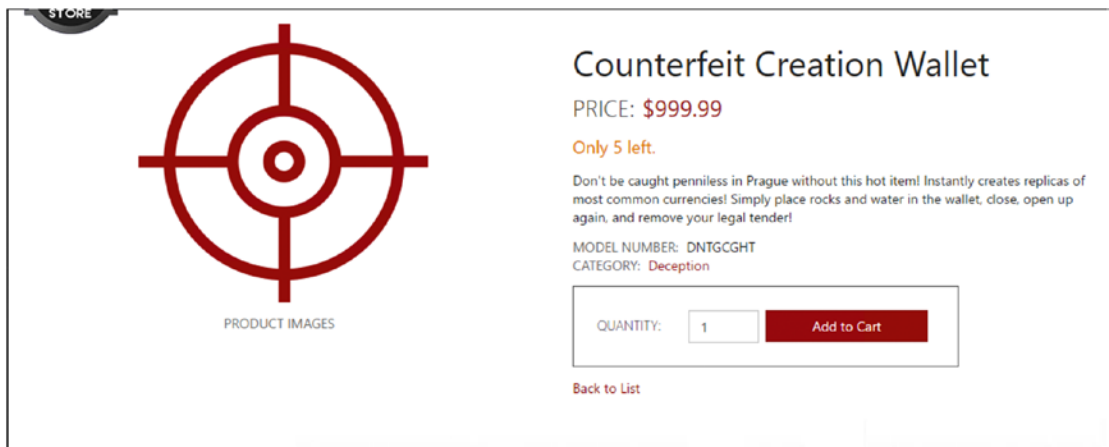 STORE
Counterfeit Creation Wallet
PRICE: $999.99
Only 5 left.
Don't be caught penniless in Prague without this hot item! Instantly creates replicas of
most common currencies! Simply place rocks and water in the wallet, close, open up
again, and remove your legal tender!
MODEL NUMBER: DNTGCGHT
CATEGORY: Deception
PRODUCT IMAGES
QUANTITY: 1 Add to Cart
Back to List